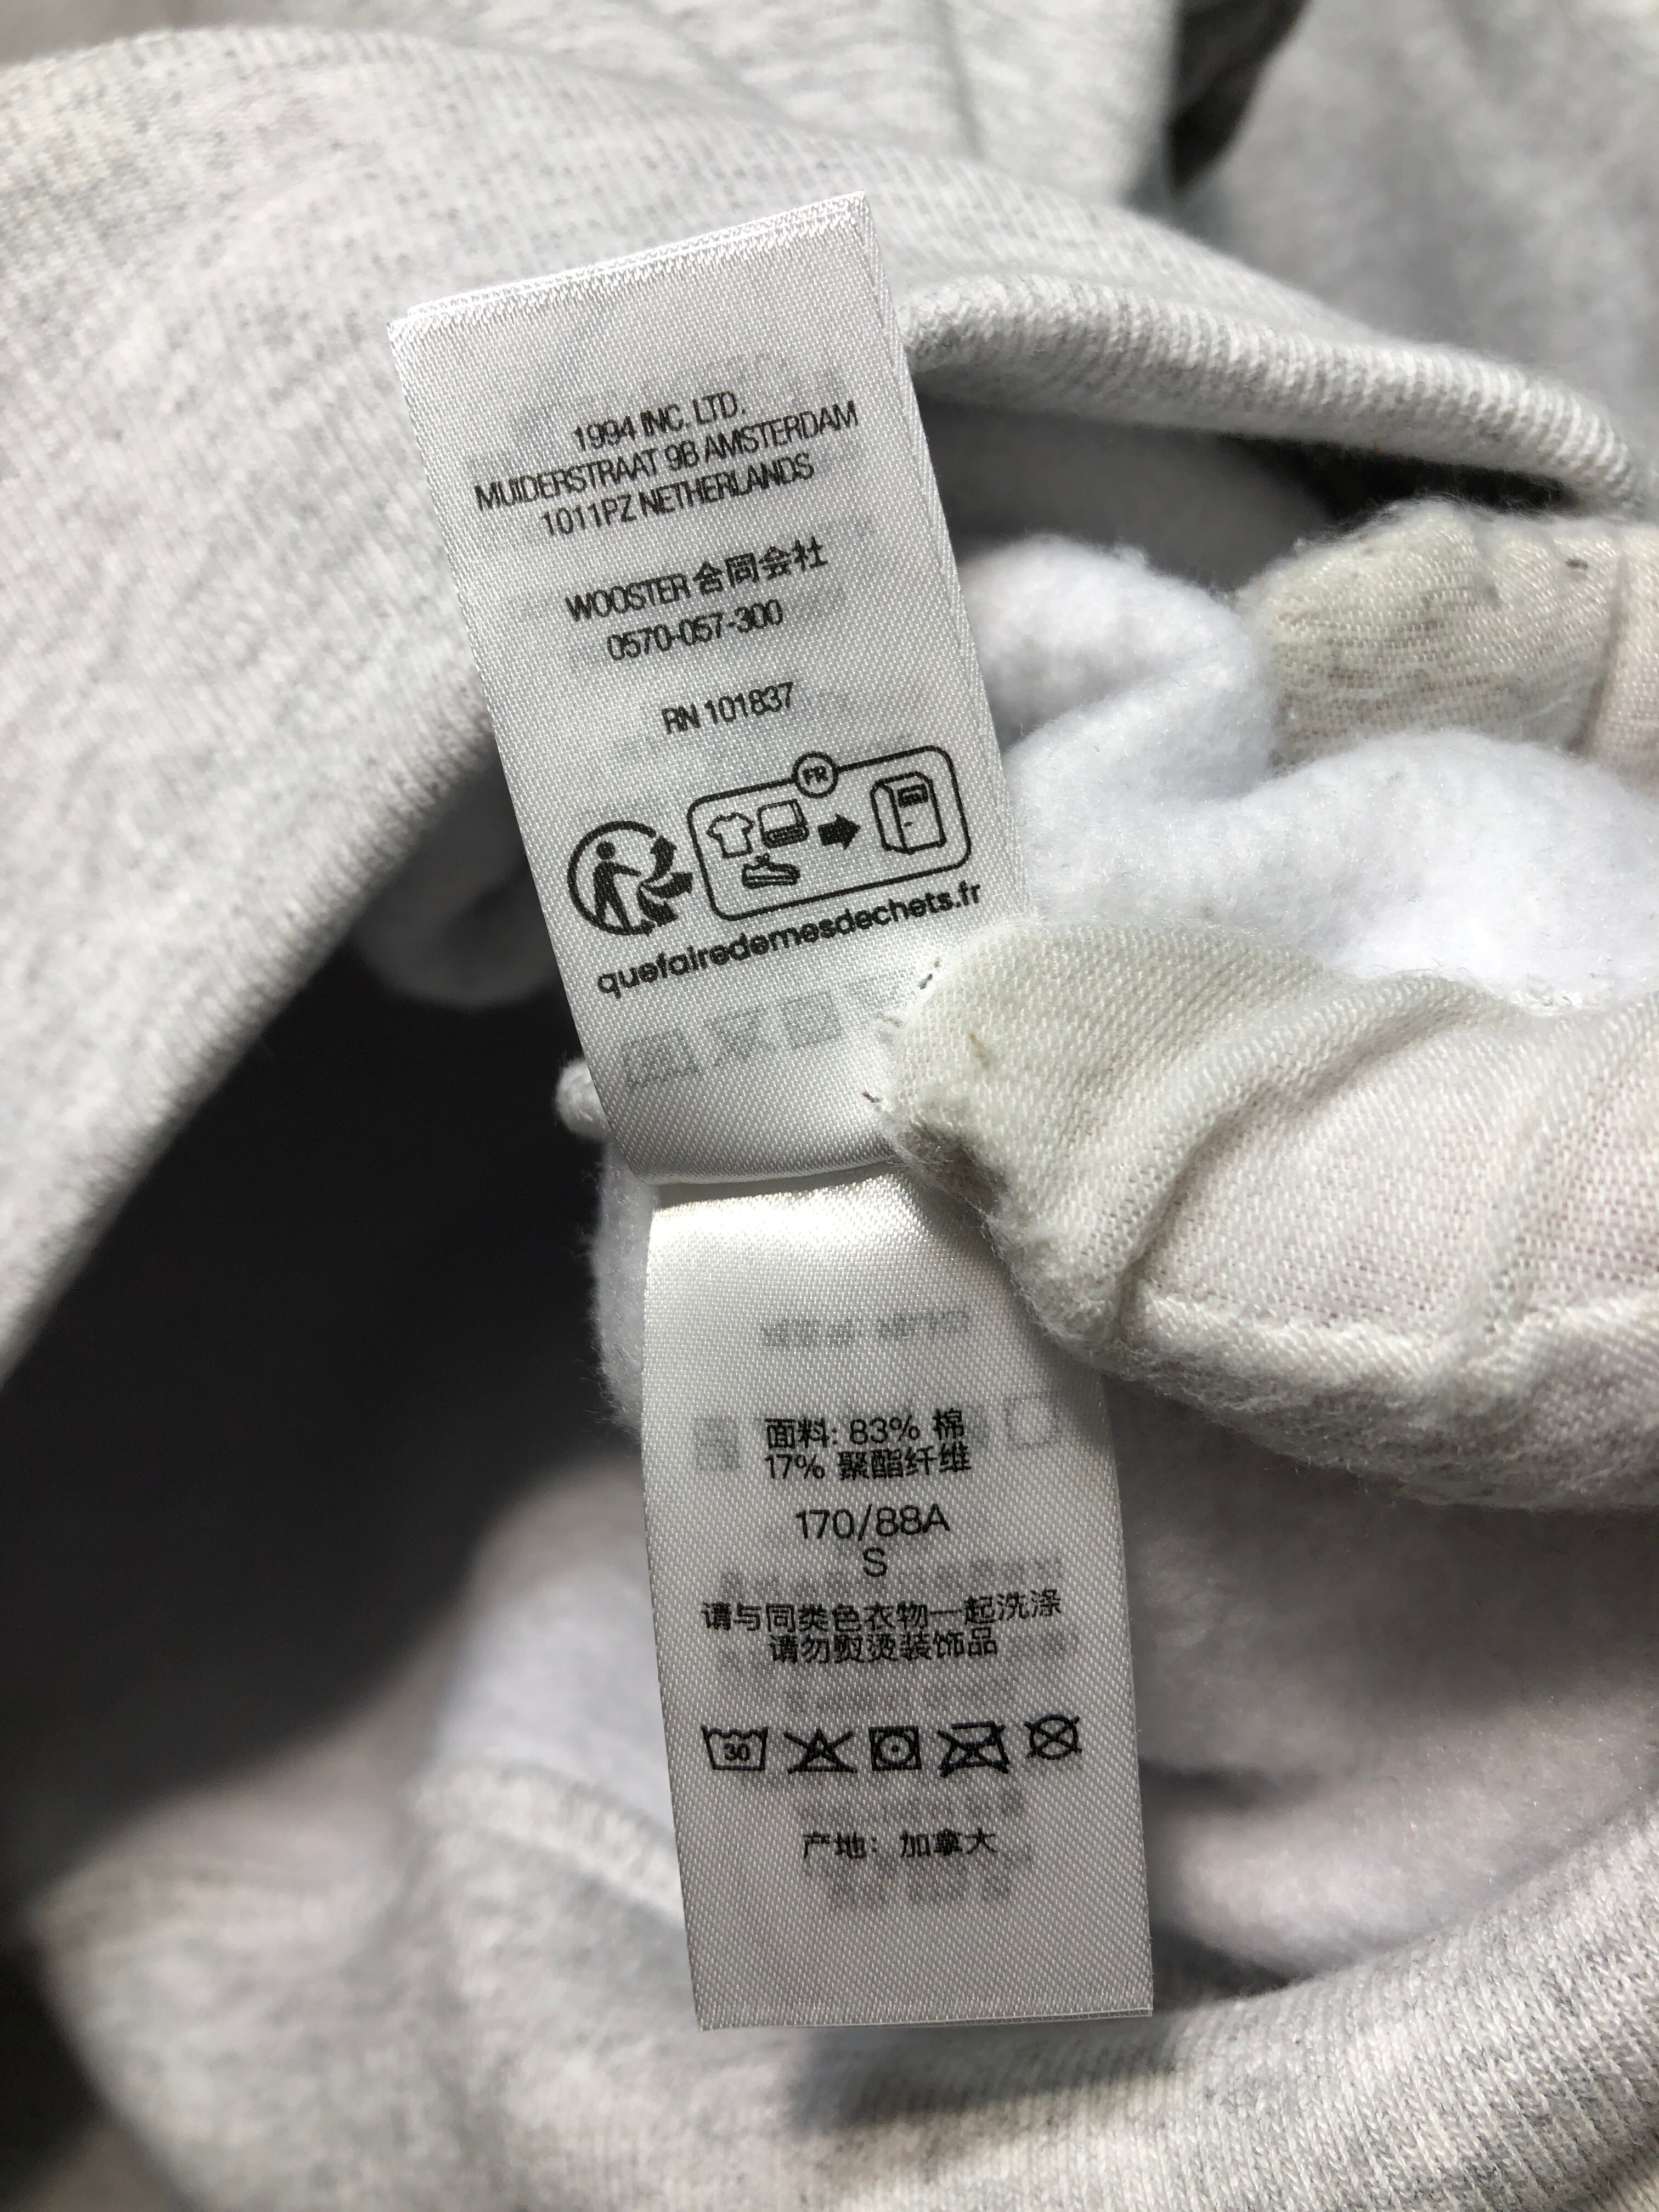 1994 INC. LTD.
MUIDERSTRAAT 9B AMSTERDAM
1011PZ NETHERLANDS
WOOSTER 合同会社
0570-057-300
RN 101837
FR
quefairedemesdechets.fr
面料: 83% 棉
17% 聚酯纤维
170/88A
S
请与同类色衣物一起洗涤
请勿熨烫装饰品
30
产地：加拿大